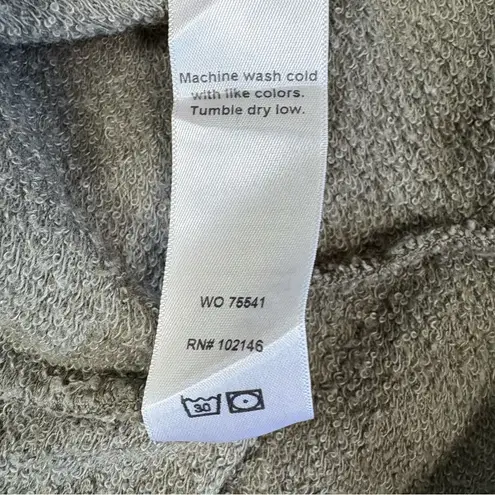 Machine wash cold
with like colors.
Tumble dry low.
WO 75541
RN# 102146
30